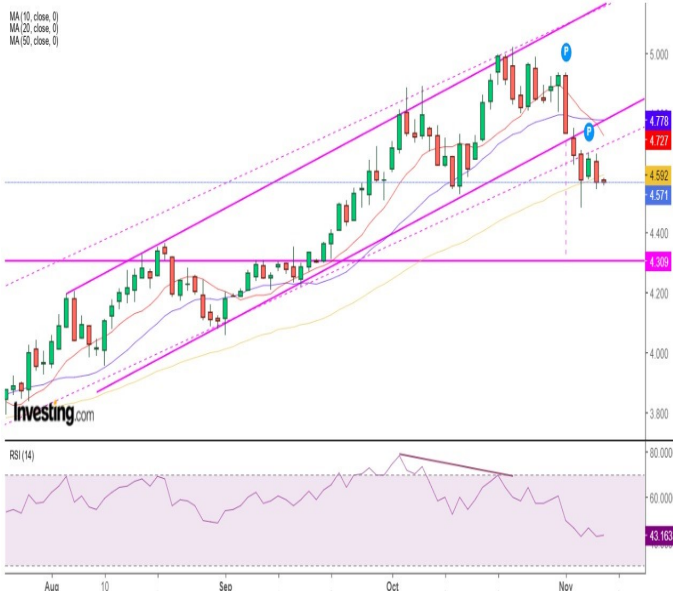 MA (10, close, 0)
MA (20, close, 0)
MA (50, close, 0)
P
5.000
4.778
P
4.727
4.592
4.571
4.400
4.309
4.200
4.000
3.800
Investing.com
RSI (14)
80.000
60.000
43.163
Aug 10 Sep Oct Nov